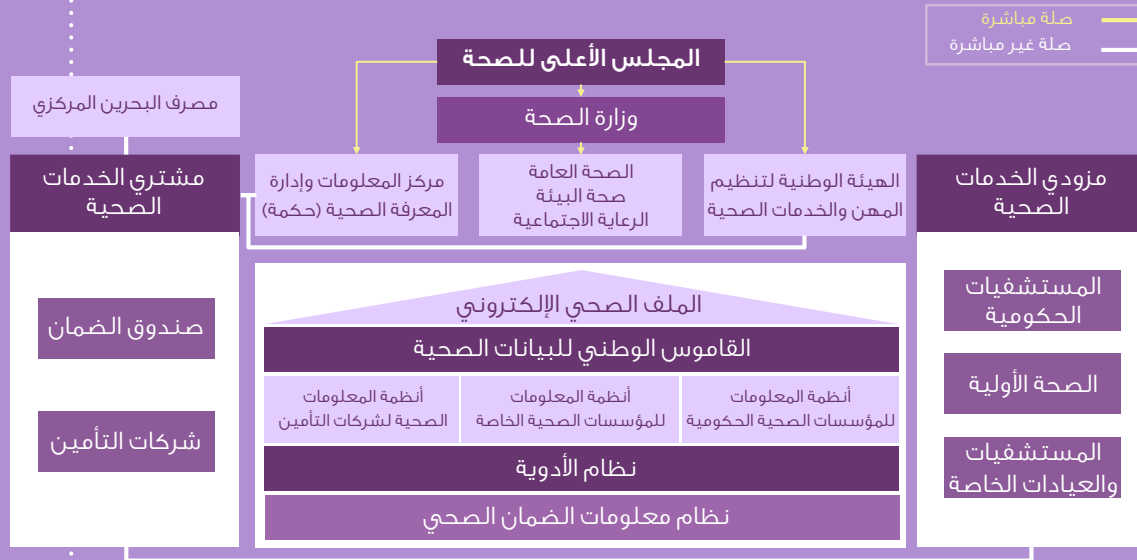 صلة مباشرة
صلة غير مباشرة
المجلس الأعلى للصحة
وزارة الصحة
مصرف البحرين المركزي
مزودي الخدمات
الصحية
المستشفيات
الحكومية
الصحة الأولية
المستشفيات
والعيادات الخاصة
الهيئة الوطنية لتنظيم
المهن والخدمات الصحية
الصحة العامة
صحة البيئة
الرعاية الاجتماعية
مركز المعلومات وإدارة
المعرفة الصحية (حكمة)
مشتري الخدمات
الصحية
صندوق الضمان
شركات التأمين
الملف الصحي الإلكتروني
القاموس الوطني للبيانات الصحية
أنظمة المعلومات
للمؤسسات الصحية الحكومية
أنظمة المعلومات
للمؤسسات الصحية الخاصة
أنظمة المعلومات
الصحية لشركات التأمين
نظام الأدوية
نظام معلومات الضمان الصحي